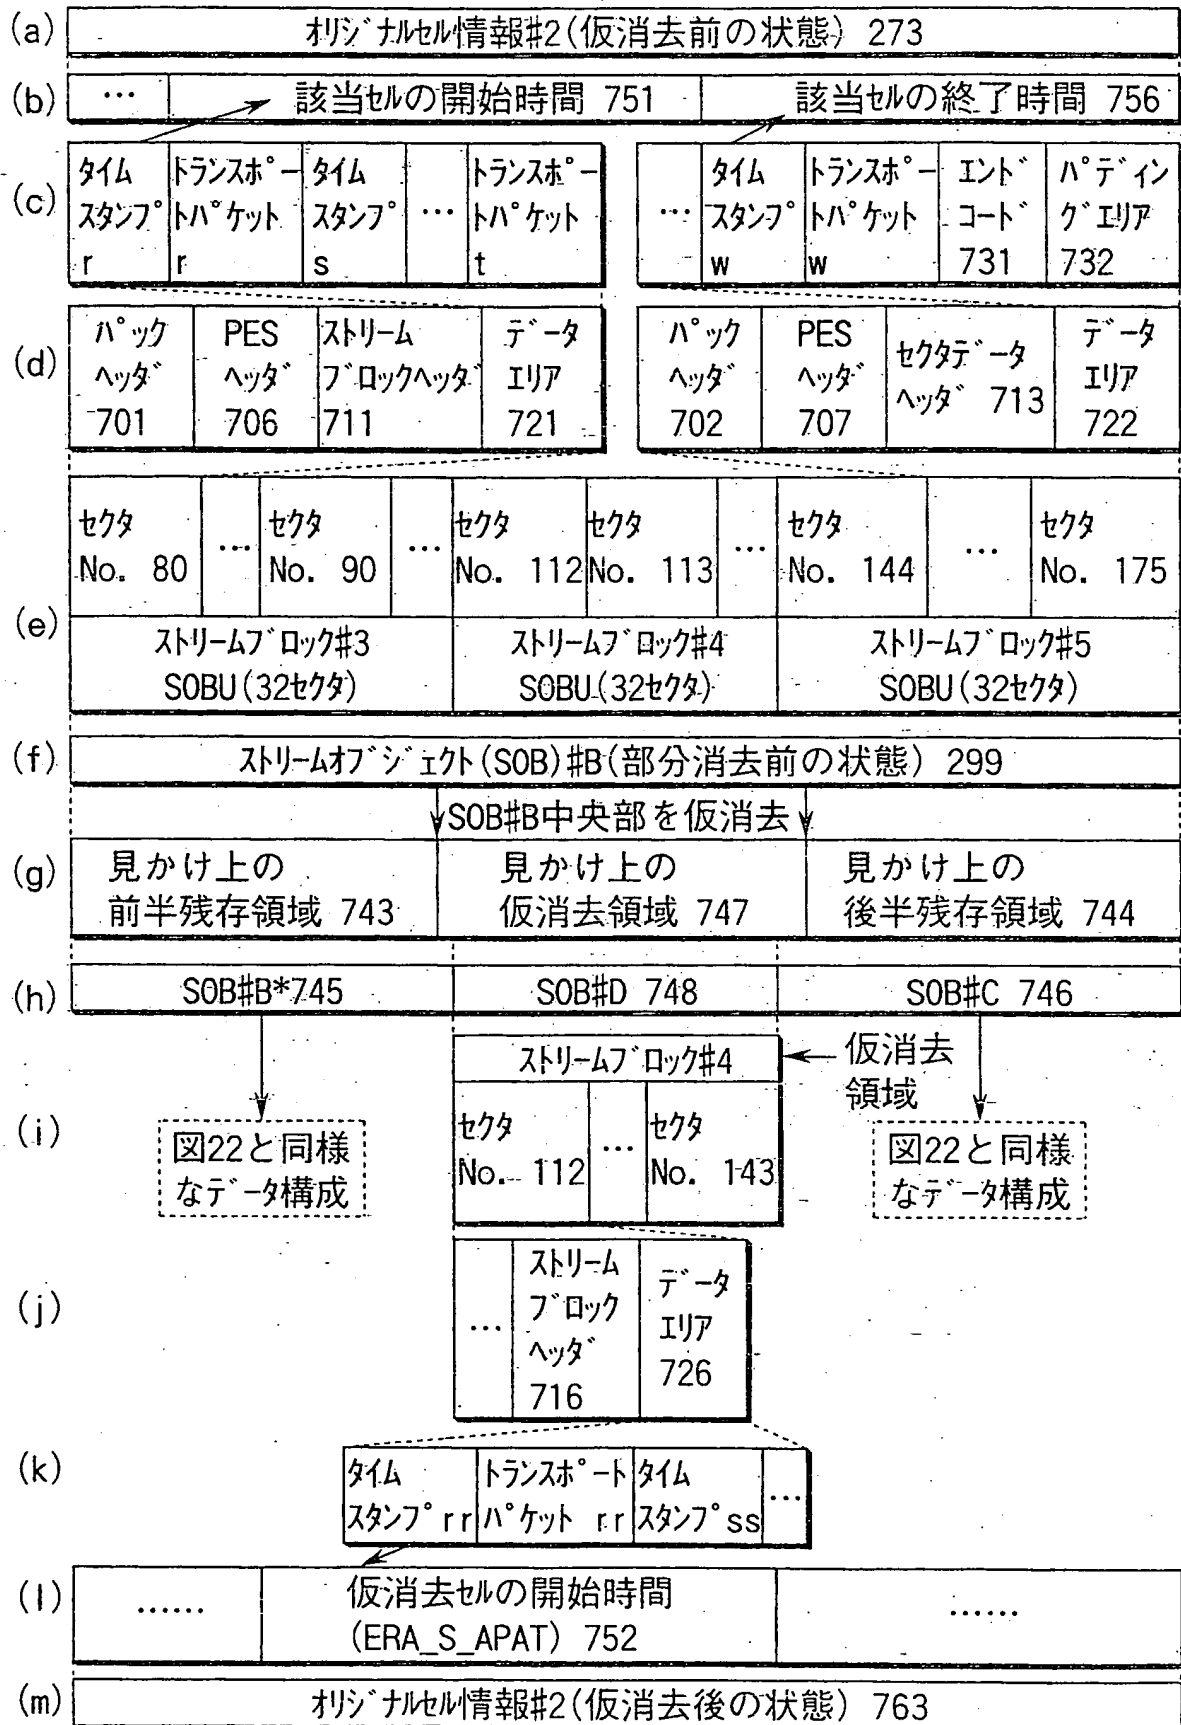 (a) オリジナルセル情報#2(仮消去前の状態) 273
(b) … 該当セルの開始時間 751 該当セルの終了時間 756
(c)
タイム
スタンプ
r
トランスポー
トパケット
r
タイム
スタンプ
s
…
トランスポー
トパケット
t
…
タイム
スタンプ
w
トランスポー
トパケット
w
エンド
コード
731
パディン
グエリア
732
(d)
パック
ヘッダ
701
PES
ヘッダ
706
ストリーム
ブロックヘッダ
711
データ
エリア
721
パック
ヘッダ
702
PES
ヘッダ
707
セクタデータ
ヘッダ 713
データ
エリア
722
(e)
セクタ
No. 80
…
セクタ
No. 90
…
セクタ
No. 112
セクタ
No. 113
…
セクタ
No. 144
…
セクタ
No. 175
ストリームブロック#3
SOBU(32セクタ)
ストリームブロック#4
SOBU(32セクタ)
ストリームブロック#5
SOBU(32セクタ)
(f) ストリームオブジェクト(SOB)#B(部分消去前の状態) 299
SOB#B中央部を仮消去
(g)
見かけ上の
前半残存領域 743
見かけ上の
仮消去領域 747
見かけ上の
後半残存領域 744
(h) SOB#B*745 SOB#D 748 SOB#C 746
(i)
ストリームブロック#4
仮消去
領域
セクタ
No. 112
…
セクタ
No. 143
図22と同様
なデータ構成
図22と同様
なデータ構成
(j)
…
ストリーム
ブロック
ヘッダ
716
データ
エリア
726
(k)
タイム
スタンプrr
トランスポート
パケット rr
タイム
スタンプss
…
(l)
……
仮消去セルの開始時間
(ERA_S_APAT) 752
……
(m) オリジナルセル情報#2(仮消去後の状態) 763